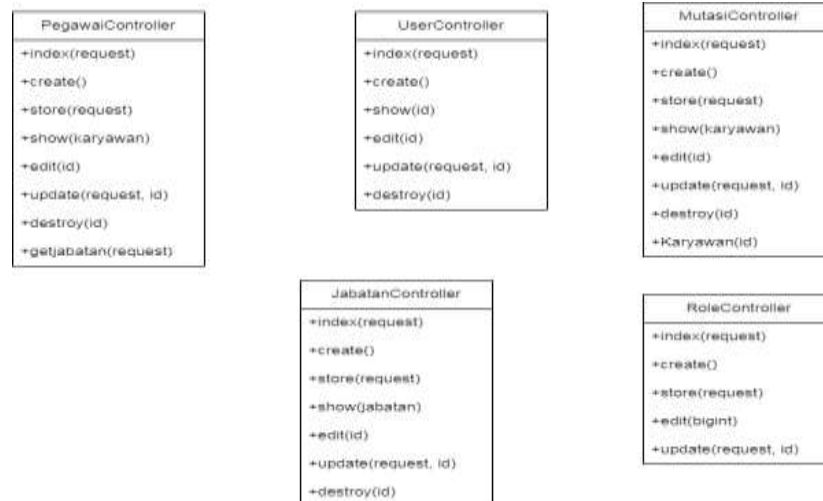 PegawaiController
+index(request)
+create()
+store(request)
+show(karyawan)
+edit(id)
+update(request, id)
+destroy(id)
+getjabatan(request)
UserController
+index(request)
+create()
+show(id)
+edit(id)
+update(request, id)
+destroy(id)
MutasiController
+index(request)
+create()
+store(request)
+show(karyawan)
+edit(id)
+update(request, id)
+destroy(id)
+Karyawan(id)
JabatanController
+index(request)
+create()
+store(request)
+show(jabatan)
+edit(id)
+update(request, id)
+destroy(id)
RoleController
+index(request)
+create()
+store(request)
+edit(bigint)
+update(request, id)